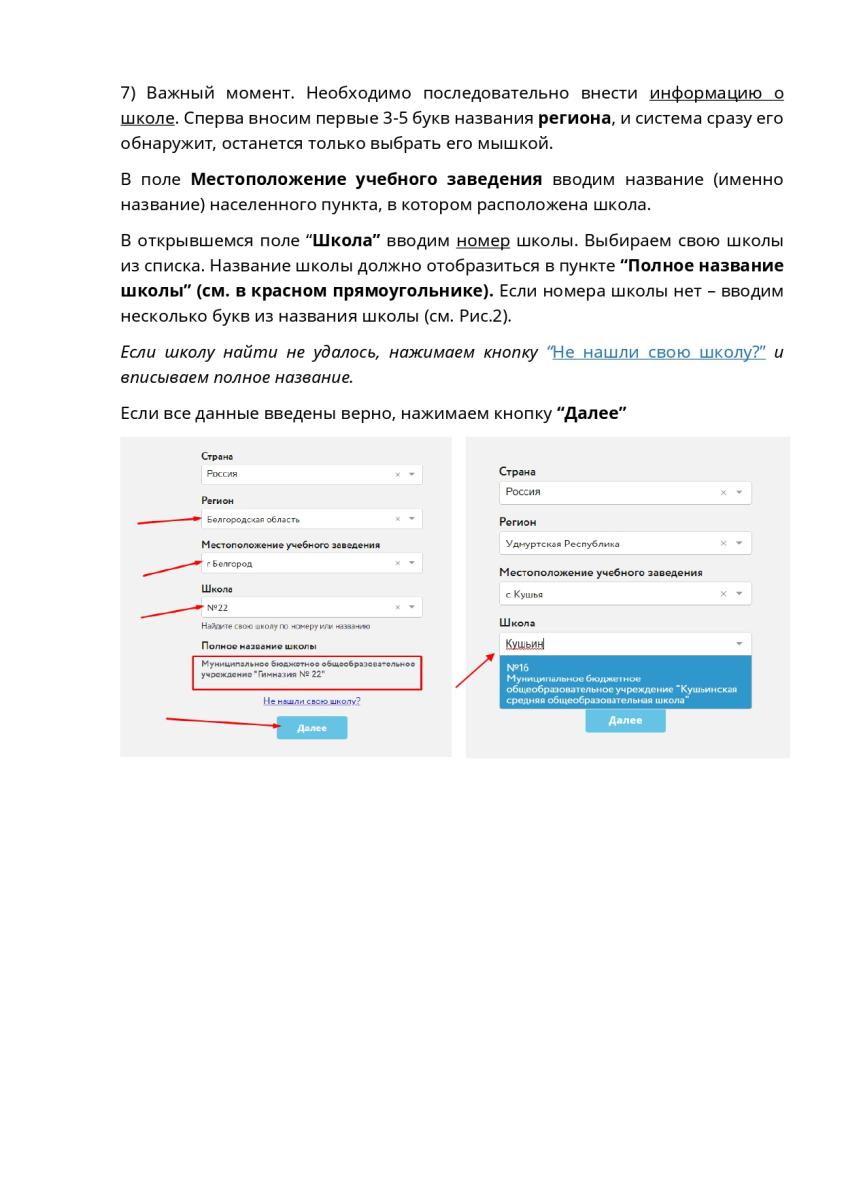 7) Важный момент. Необходимо последовательно внести информацию о
школе. Сперва вносим первые 3-5 букв названия региона, и система сразу его
обнаружит, останется только выбрать его мышкой.
В поле Местоположение учебного заведения вводим название (именно
название) населенного пункта, в котором расположена школа.
В открывшемся поле “Школа” вводим номер школы. Выбираем свою школы
из списка. Название школы должно отобразиться в пункте “Полное название
школы” (см. в красном прямоугольнике). Если номера школы нет – вводим
несколько букв из названия школы (см. Рис.2).
Если школу найти не удалось, нажимаем кнопку “Не нашли свою школу?” и
вписываем полное название.
Если все данные введены верно, нажимаем кнопку “Далее”
Страна
Россия
Регион
Белгородская область
Местоположение учебного заведения
г Белгород
Школа
№22
Найдите свою школу по номеру или названию
Полное название школы
Муниципальное бюджетное общеобразовательное
учреждение "Гимназия № 22"
Не нашли свою школу?
Далее
Страна
Россия
Регион
Удмуртская Республика
Местоположение учебного заведения
с Кушья
Школа
Кушьин
№16
Муниципальное бюджетное
общеобразовательное учреждение "Кушьинская
средняя общеобразовательная школа"
Далее